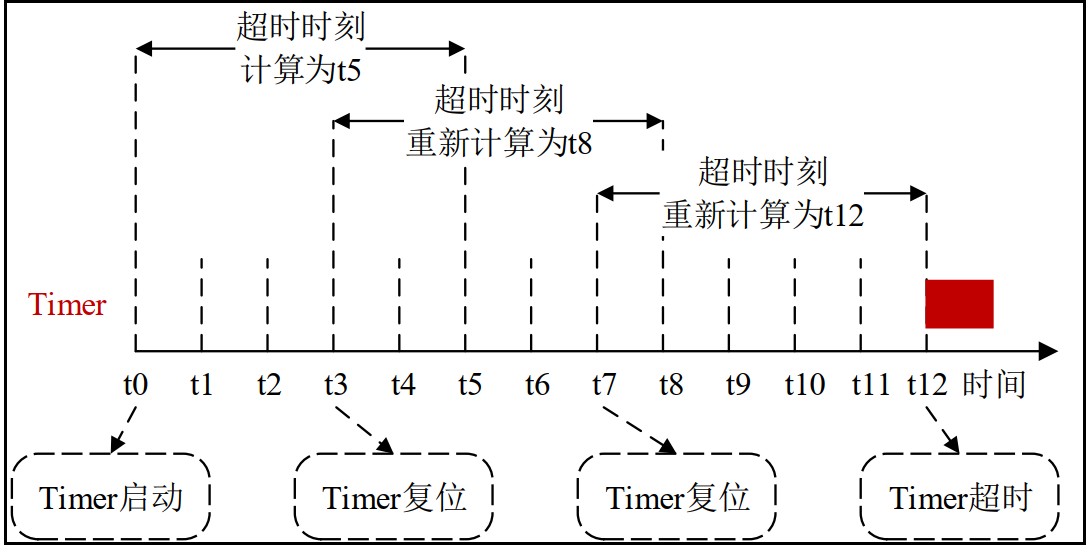 超时时刻
计算为t5
超时时刻
重新计算为t8
超时时刻
重新计算为t12
Timer
t0 t1 t2 t3 t4 t5 t6 t7 t8 t9 t10 t11 t12 时间
Timer启动 Timer复位 Timer复位 Timer超时